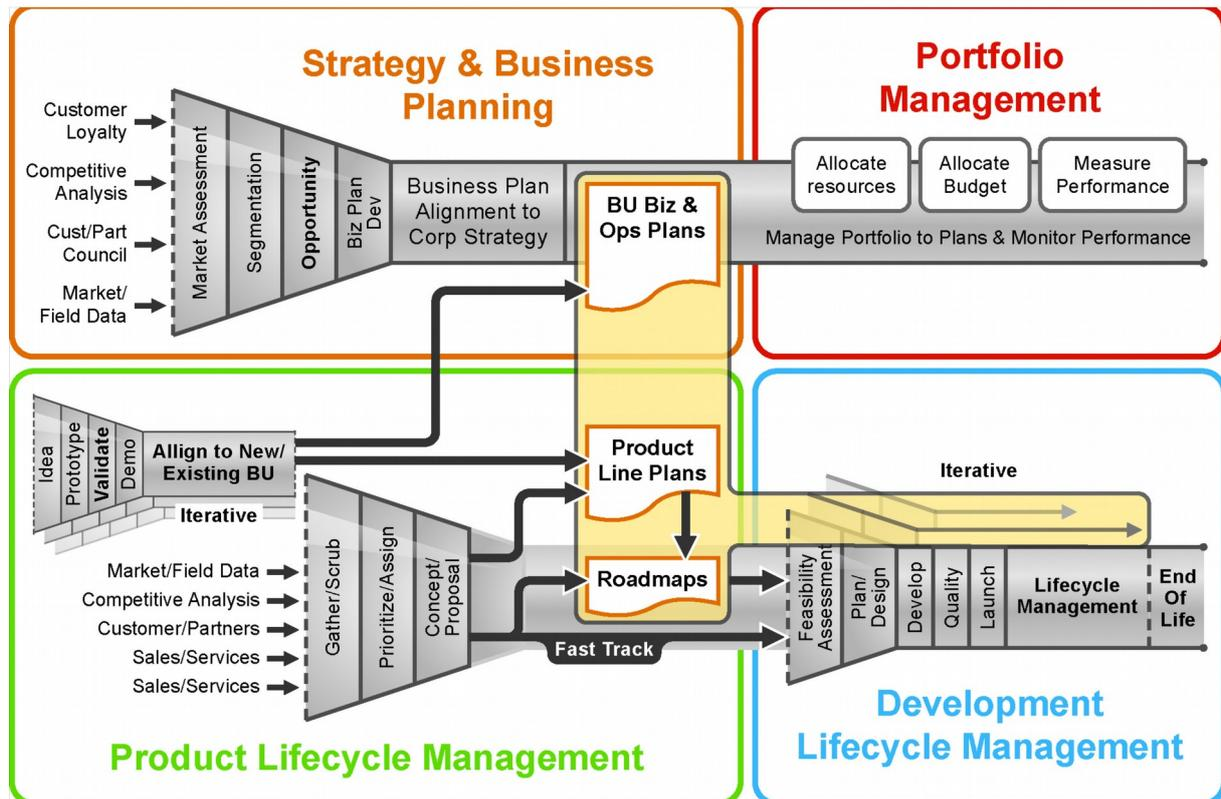 Strategy & Business
Planning
Customer
Loyalty
Competitive
Analysis
Cust/Part
Council
Market/
Field Data
Market Assessment
Segmentation
Opportunity
Biz Plan
Dev
Business Plan
Alignment to
Corp Strategy
BU Biz &
Ops Plans
Portfolio
Management
Allocate
resources
Allocate
Budget
Measure
Performance
Manage Portfolio to Plans & Monitor Performance
Idea
Prototype
Validate
Demo
Allign to New/
Existing BU
Iterative
Product
Line Plans
Roadmaps
Market/Field Data
Competitive Analysis
Customer/Partners
Sales/Services
Sales/Services
Gather/Scrub
Prioritize/Assign
Concept/
Proposal
Fast Track
Product Lifecycle Management
Iterative
Feasibility
Assessment
Plan/
Design
Develop
Quality
Launch
Lifecycle
Management
End
Of
Life
Development
Lifecycle Management